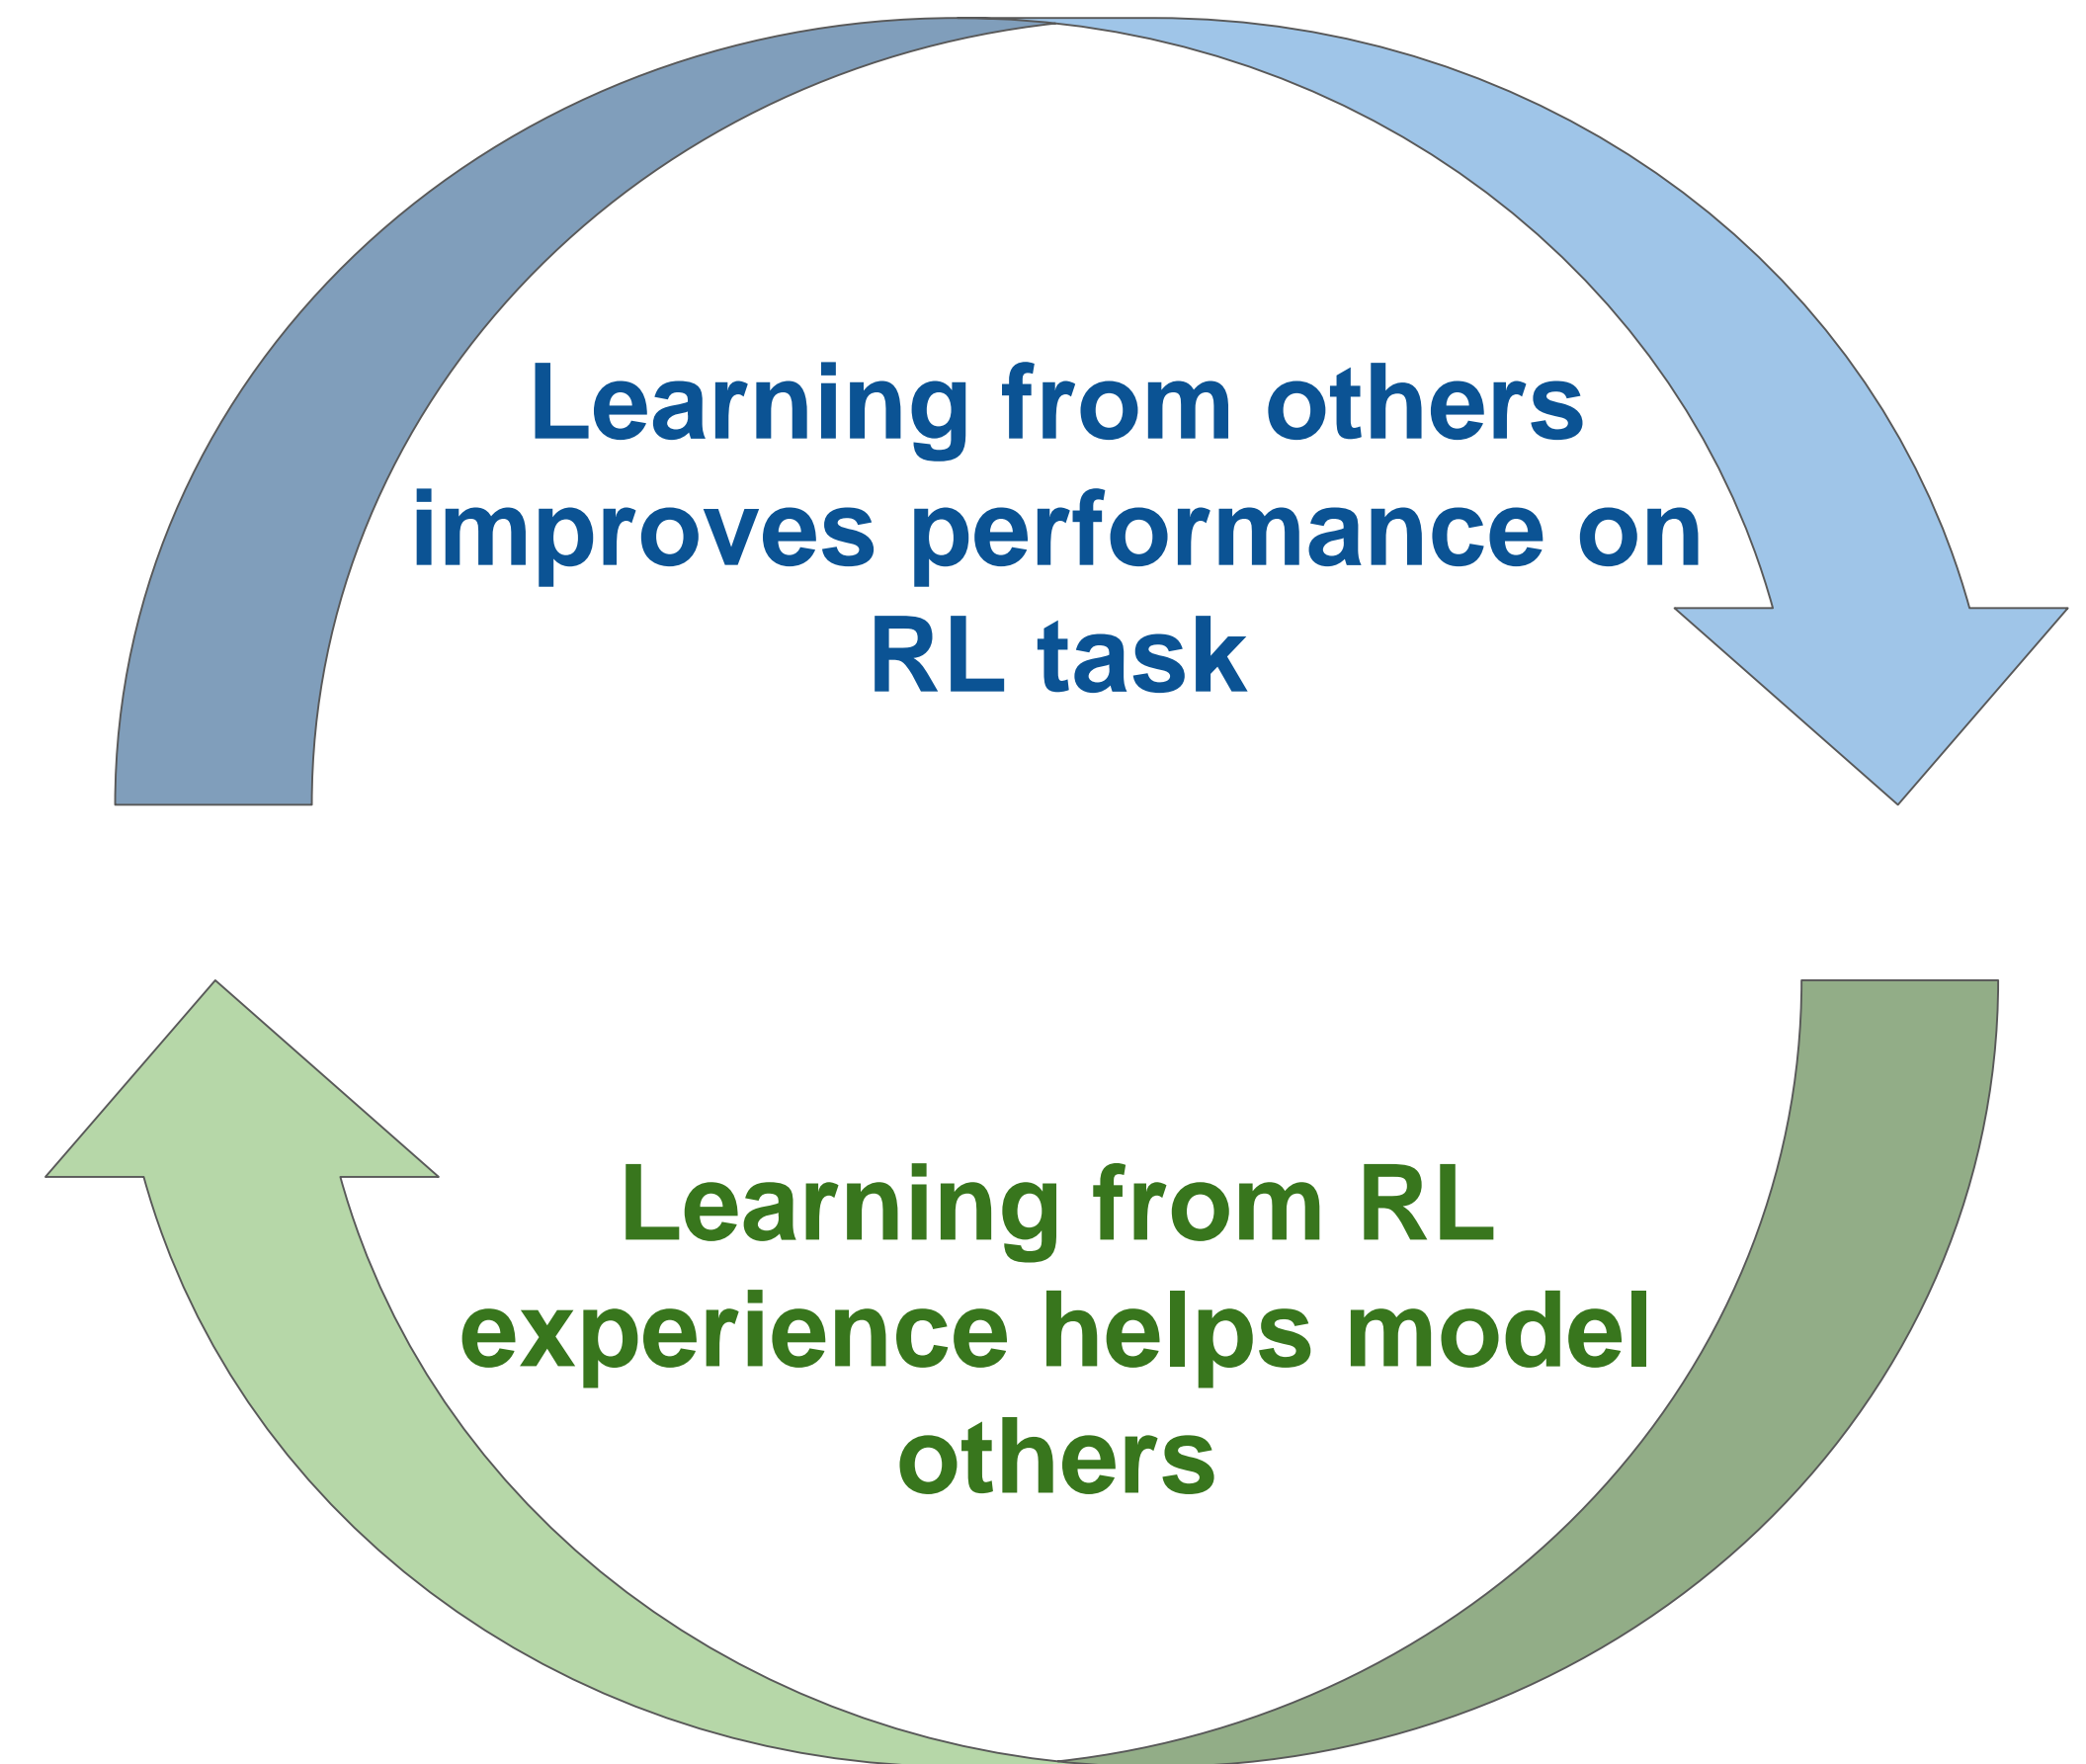 Learning from others
improves performance on
RL task
Learning from RL
experience helps model
others